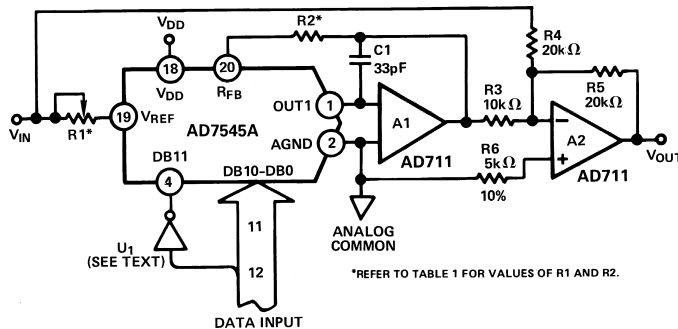 VDD
R2*
R4
20kΩ
C1
33pF
18
20
VDD
RFB
R5
20kΩ
R3
10kΩ
OUT1
1
19
VREF
VIN
R1*
AD7545A
A1
AGND
2
AD711
A2
DB11
DB10–DB0
R6
5kΩ
10%
VOUT
AD711
4
11
ANALOG
COMMON
U1
(SEE TEXT)
12
*REFER TO TABLE 1 FOR VALUES OF R1 AND R2.
DATA INPUT